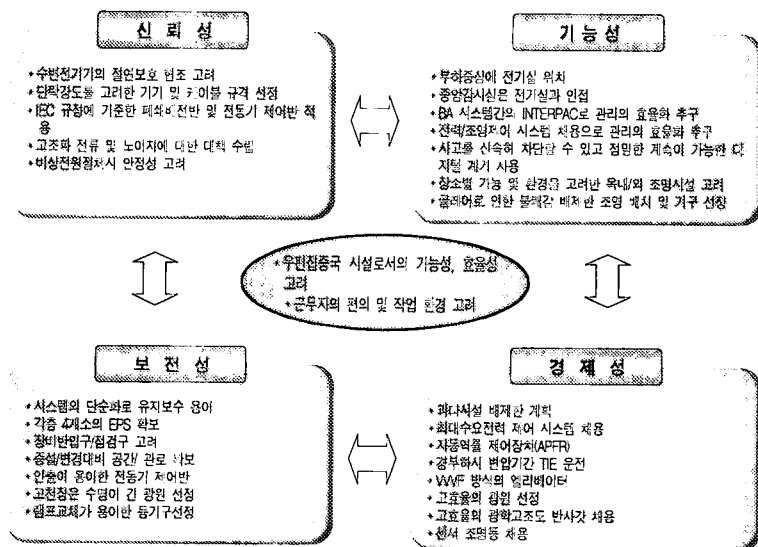 신 뢰 성
*수변전기기의 절연보호 협조 고려
*단락강도를 고려한 기기 및 케이블 규격 선정
*IEC 규정에 기준한 폐쇄배전반 및 전동기 제어반 적
용
*고조파 전류 및 노이지에 대한 대책 수립
*비상전원절체시 안정성 고려
기 능 성
*부하중심에 전기실 위치
*중앙감시실은 전기실과 인접
*BA 시스템간의 INTERPAC로 관리의 효율화 추구
*전력/조명제어 시스템 채용으로 관리의 효율화 추구
*사고를 신속히 차단할 수 있고 정밀한 계측이 가능한 디
지털 계기 사용
*장소별 기능 및 환경을 고려한 옥내/외 조명시설 고려
*글레어로 인한 불쾌감 배제한 조명 배치 및 기구 선정
*우편집중국 시설로서의 기능성, 효율성
고려
*근무자의 편의 및 작업 환경 고려
보 전 성
*시스템의 단순화로 유지보수 용이
*각층 4개소의 EPS 확보
*장비반입구/점검구 고려
*증설/변경대비 공간/ 관로 확보
*인출이 용이한 전동기 제어반
*고천장은 수명이 긴 광원 선정
*램프교체가 용이한 등기구선정
경 제 성
*과다시설 배제한 계획
*최대수요전력 제어 시스템 채용
*자동역률 제어장치(APFR)
*경부하시 변압기간 TIE 운전
*VVVF 방식의 엘리베이터
*고효율의 광원 선정
*고효율의 광학고조도 반사갓 채용
*센서 조명등 채용